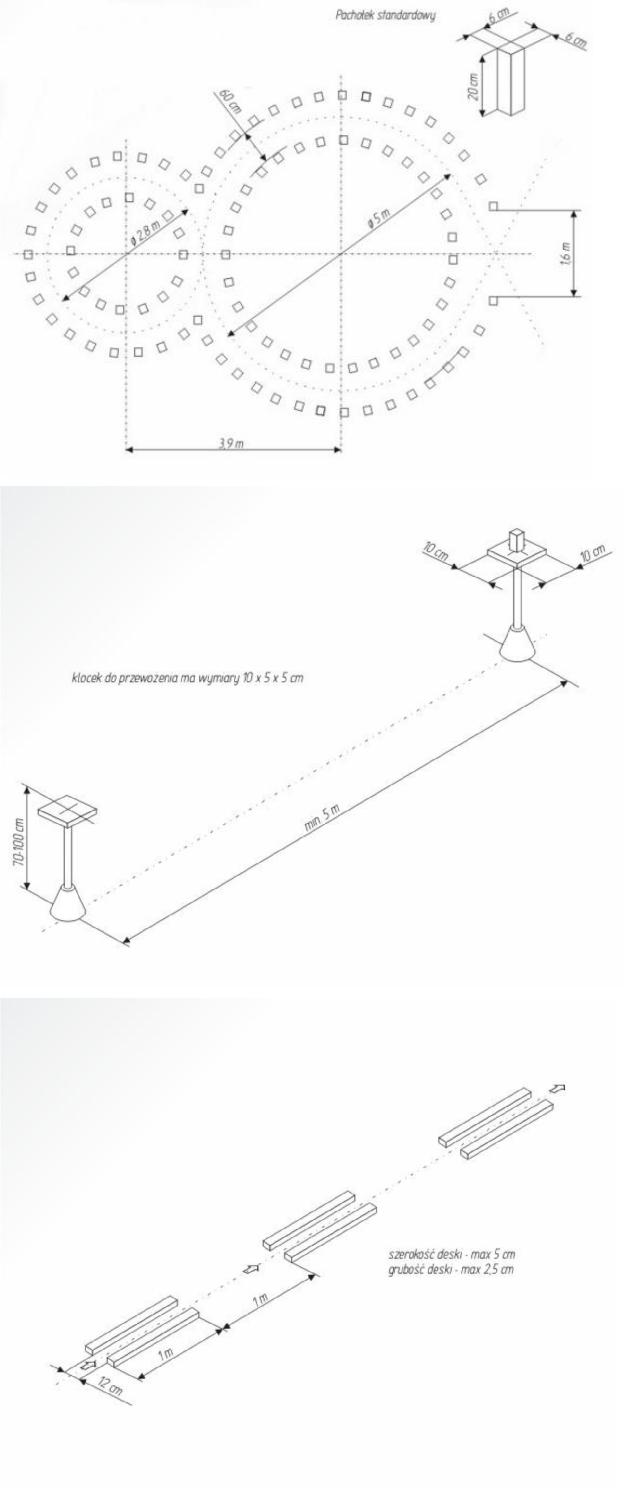 Pachołek standardowy
6 cm
6 cm
20 cm
60 cm
ø 2.8 m
ø 5 m
1,6 m
3,9 m
10 cm
10 cm
klocek do przewożenia ma wymiary 10 x 5 x 5 cm
min. 5 m
70-100 cm
szerokość deski - max 5 cm
grubość deski - max 2,5 cm
1 m
1 m
12 cm